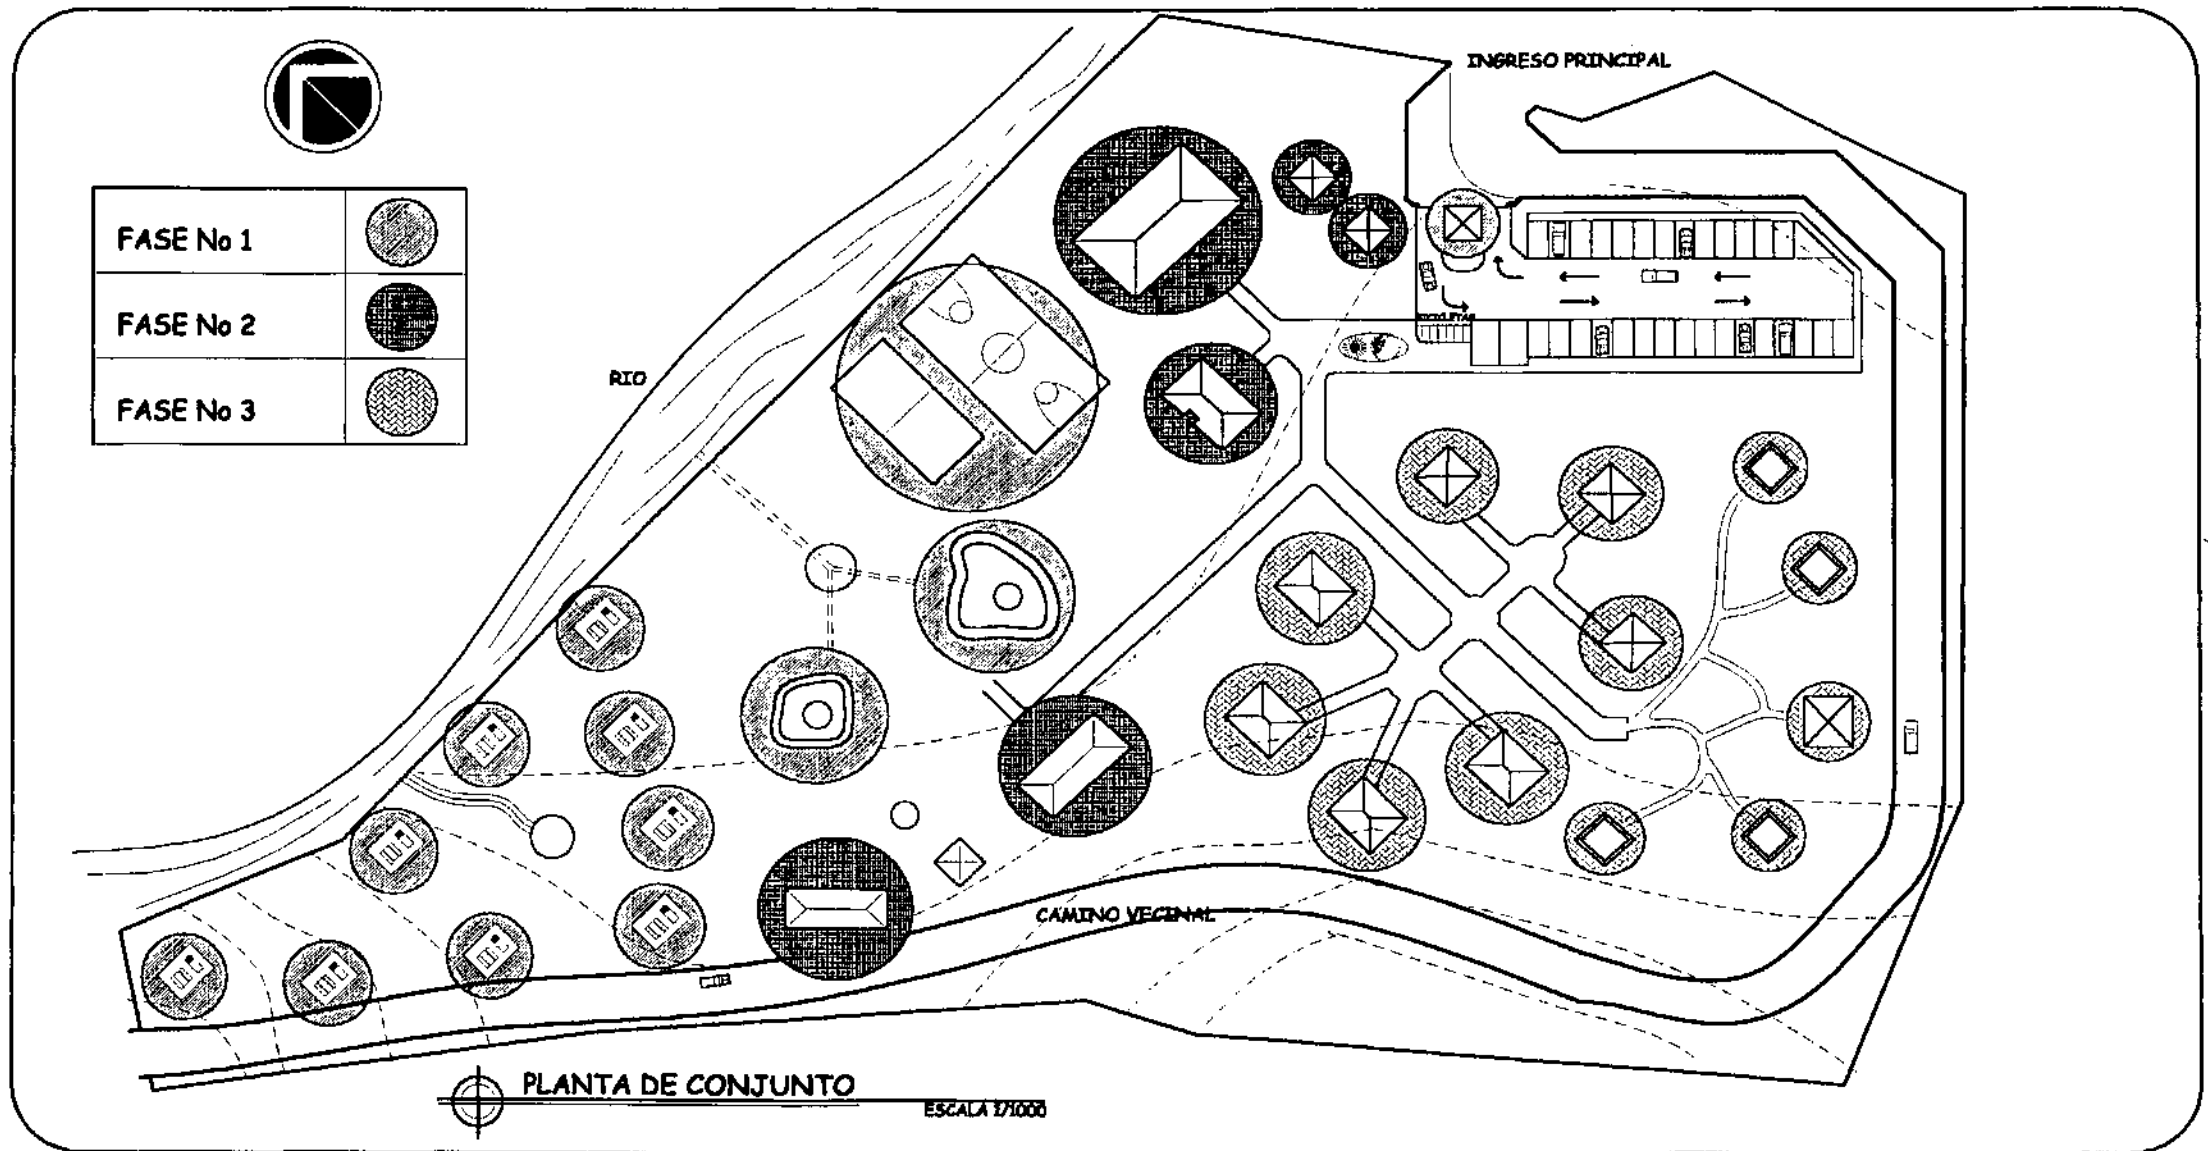 INGRESO PRINCIPAL
FASE No 1
FASE No 2
FASE No 3
BICICLETAS
RIO
CAMINO VECINAL
PLANTA DE CONJUNTO
ESCALA 1/1000